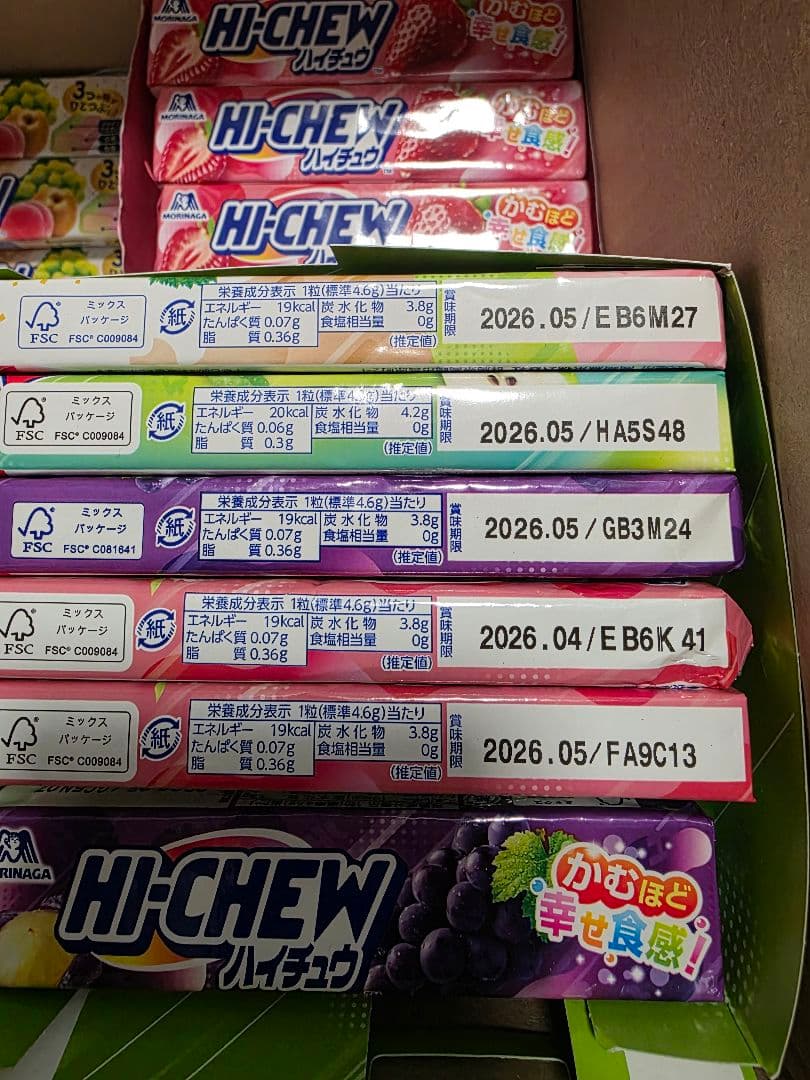 MORINAGA
HI-CHEW
ハイチュウ
かむほど
幸せ食感!
3つの
ひとつ
MORINAGA
HI-CHEW
ハイチュウ™
かむほど
せ食感!
3
ひと
MORINAGA
HI-CHEW
かむほど
幸せ食感!
FSC
ミックス
パッケージ
FSC® C009084
紙
栄養成分表示 1粒(標準4.6g)当たり
エネルギー 19kcal 炭水化物 3.8g
たんぱく質 0.07g 食塩相当量 0g
脂質 0.36g (推定値)
賞味期限
2026.05/EB6M27
FSC
ミックス
パッケージ
FSC® C009084
紙
栄養成分表示 1粒(標準4.6g)当たり
エネルギー 20kcal 炭水化物 4.2g
たんぱく質 0.06g 食塩相当量 0g
脂質 0.3g (推定値)
賞味期限
2026.05/HA5S48
FSC
ミックス
パッケージ
FSC® C081641
紙
栄養成分表示 1粒(標準4.6g)当たり
エネルギー 19kcal 炭水化物 3.8g
たんぱく質 0.07g 食塩相当量 0g
脂質 0.36g (推定値)
賞味期限
2026.05/GB3M24
FSC
ミックス
パッケージ
FSC® C009084
紙
栄養成分表示 1粒(標準4.6g)当たり
エネルギー 19kcal 炭水化物 3.8g
たんぱく質 0.07g 食塩相当量 0g
脂質 0.36g (推定値)
賞味期限
2026.04/EB6K41
FSC
ミックス
パッケージ
FSC® C009084
紙
栄養成分表示 1粒(標準4.6g)当たり
エネルギー 19kcal 炭水化物 3.8g
たんぱく質 0.07g 食塩相当量 0g
脂質 0.36g (推定値)
賞味期限
2026.05/FA9C13
RINAGA
HI-CHEW
ハイチュウ
かむほど
幸せ食感!